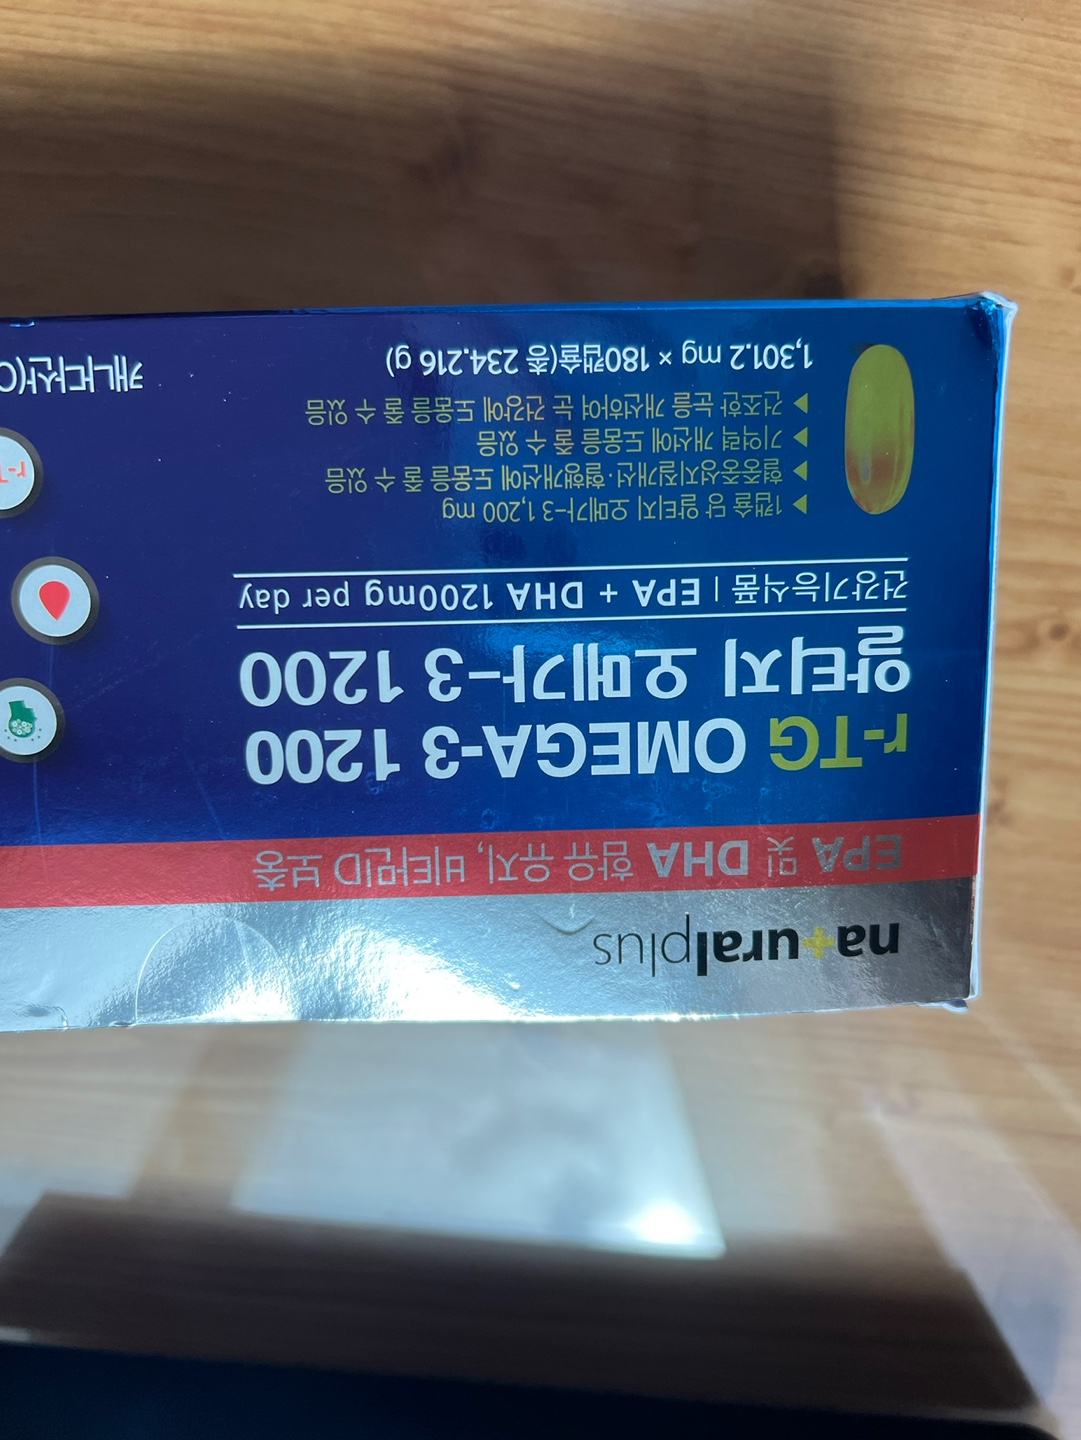 na+uralplus
EPA 및 DHA 함유 유지, 비타민D 보충
r-TG OMEGA-3 1200
알티지 오메가-3 1200
건강기능식품 | EPA + DHA 1200mg per day
▶ 1캡슐 당 알티지 오메가-3 1,200 mg
▶ 혈중중성지질개선·혈행개선에 도움을 줄 수 있음
▶ 기억력 개선에 도움을 줄 수 있음
▶ 건조한 눈을 개선하여 눈 건강에 도움을 줄 수 있음
1,301.2 mg × 180캡슐(총 234.216 g)
캐나다산(
r-T